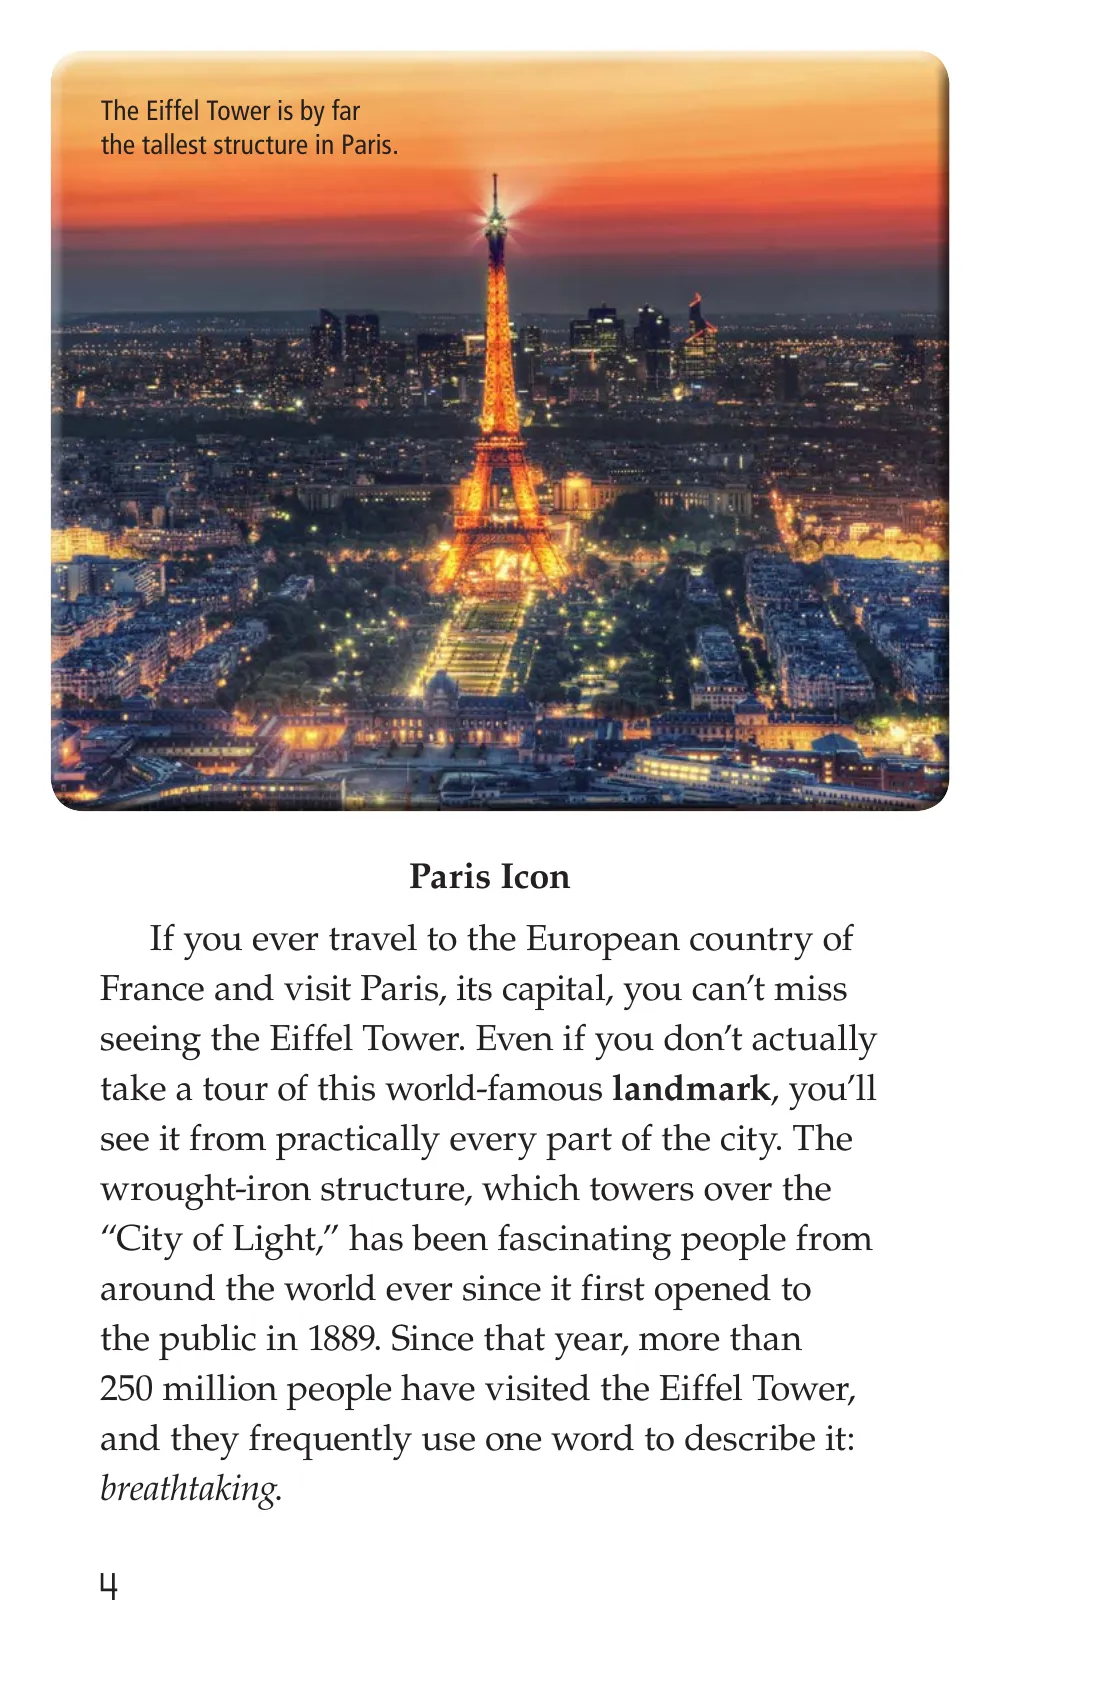 The Eiffel Tower is by far
the tallest structure in Paris.
Paris Icon
If you ever travel to the European country of
France and visit Paris, its capital, you can’t miss
seeing the Eiffel Tower. Even if you don’t actually
take a tour of this world-famous landmark, you’ll
see it from practically every part of the city. The
wrought-iron structure, which towers over the
“City of Light,” has been fascinating people from
around the world ever since it first opened to
the public in 1889. Since that year, more than
250 million people have visited the Eiffel Tower,
and they frequently use one word to describe it:
breathtaking.
4